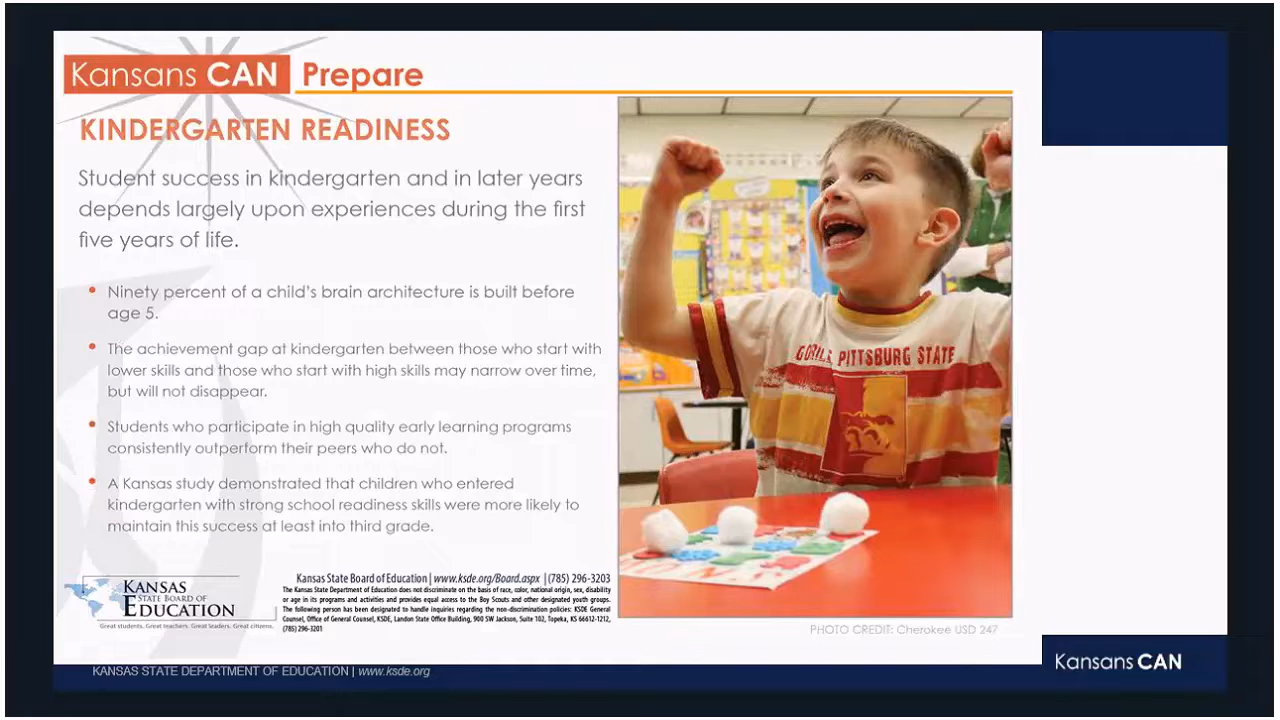 Kansans CAN Prepare
KINDERGARTEN READINESS
Student success in kindergarten and in later years
depends largely upon experiences during the first
five years of life.
• Ninety percent of a child's brain architecture is built before
age 5.
• The achievement gap at kindergarten between those who start with
lower skills and those who start with high skills may narrow over time,
but will not disappear.
• Students who participate in high quality early learning programs
consistently outperform their peers who do not.
• A Kansas study demonstrated that children who entered
kindergarten with strong school readiness skills were more likely to
maintain this success at least into third grade.
KANSAS
STATE BOARD OF
EDUCATION
Great students. Great teachers. Great leaders. Great citizens.
Kansas State Board of Education | www.ksde.org/Board.aspx | (785) 296-3203
The Kansas State Department of Education does not discriminate on the basis of race, color, national origin, sex, disability
or age in its programs and activities and provides equal access to the Boy Scouts and other designated youth groups.
The following person has been designated to handle inquiries regarding the non-discrimination policies: KSDE General
Counsel, Office of General Counsel, KSDE, Landon State Office Building, 900 SW Jackson, Suite 102, Topeka, KS 66612-1212,
(785) 296-3201
PITTSBURG STATE
PHOTO CREDIT: Cherokee USD 247
Kansans CAN
KANSAS STATE DEPARTMENT OF EDUCATION | www.ksde.org